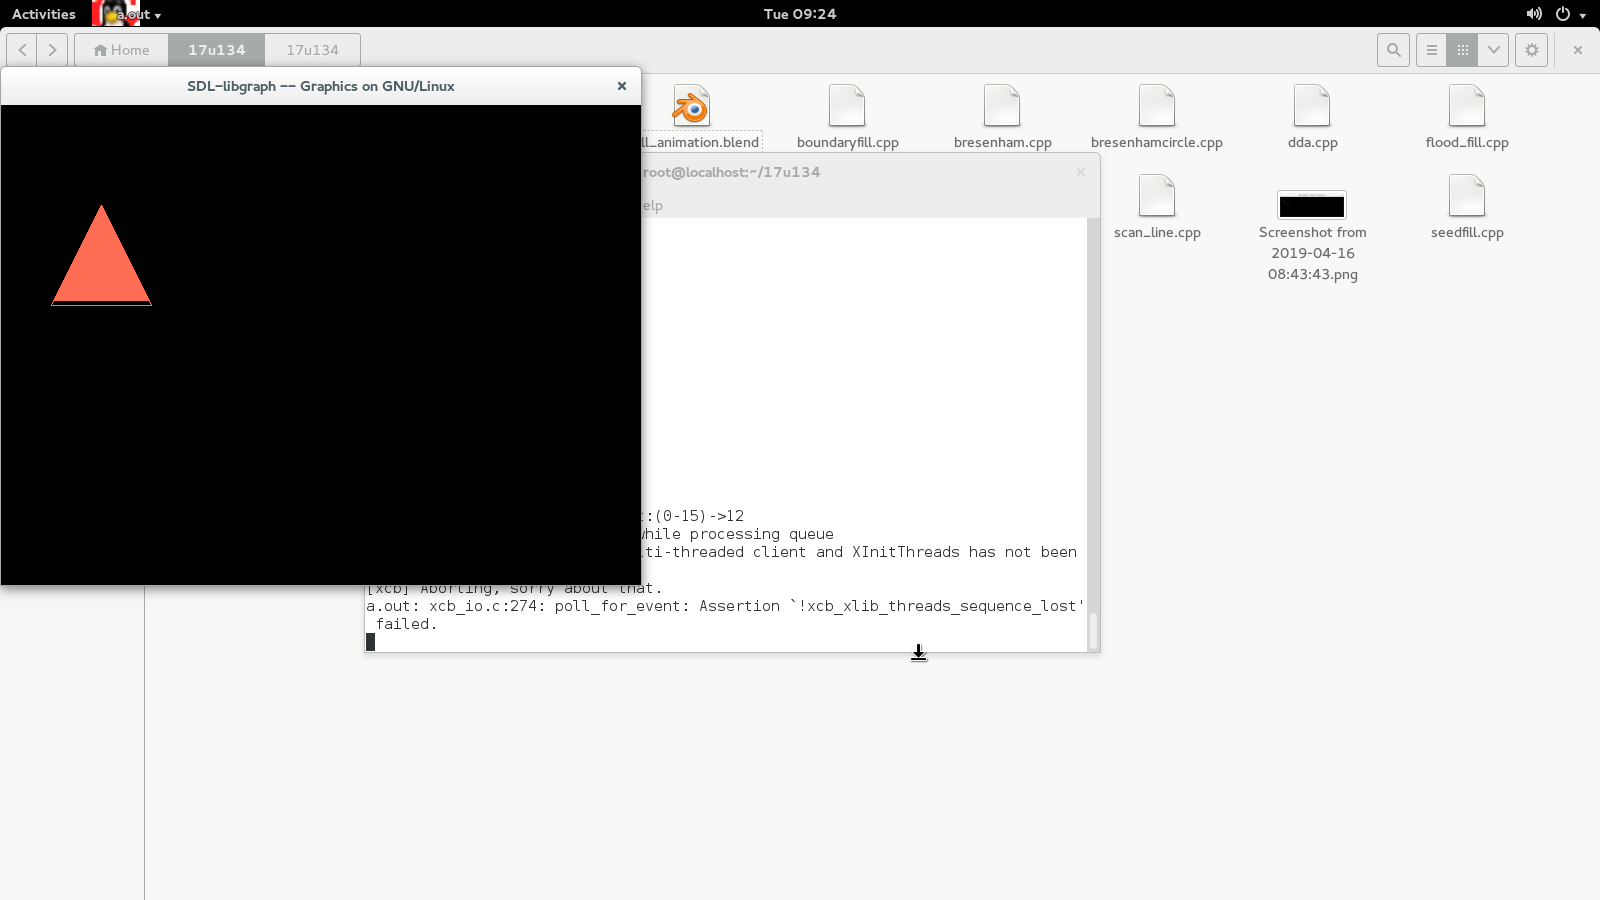 Activities
a.out
Tue 09:24
Home
17u134
17u134
SDL-libgraph -- Graphics on GNU/Linux
ll_animation.blend
boundaryfill.cpp
bresenham.cpp
bresenhamcircle.cpp
dda.cpp
flood_fill.cpp
root@localhost:~/17u134
elp
scan_line.cpp
Screenshot from
2019-04-16
08:43:43.png
seedfill.cpp
:(0-15)->12
while processing queue
lti-threaded client and XInitThreads has not been
[xcb] Aborting, sorry about that.
a.out: xcb_io.c:274: poll_for_event: Assertion `!xcb_xlib_threads_sequence_lost'
failed.